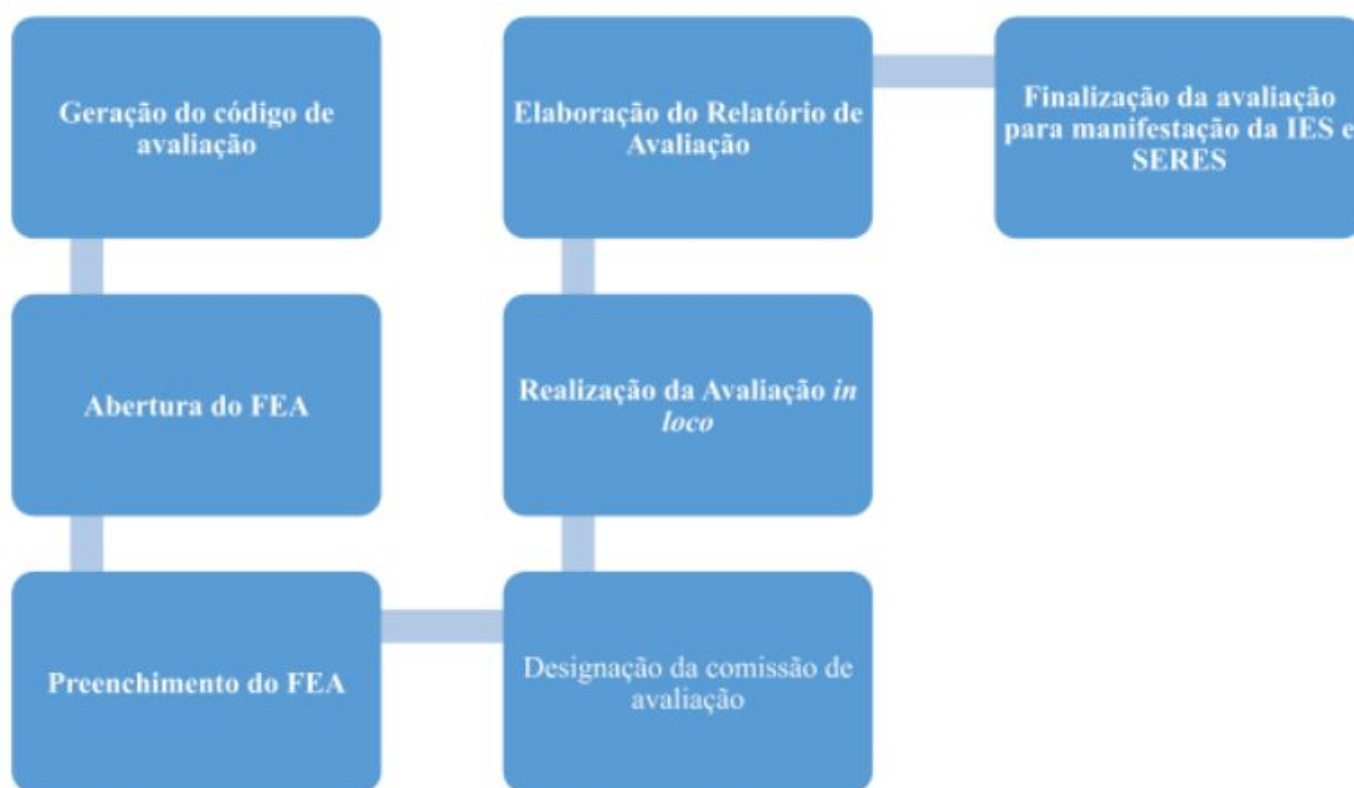 Geração do código de
avaliação
Abertura do FEA
Preenchimento do FEA
Designação da comissão de
avaliação
Realização da Avaliação in
loco
Elaboração do Relatório de
Avaliação
Finalização da avaliação
para manifestação da IES e
SERES